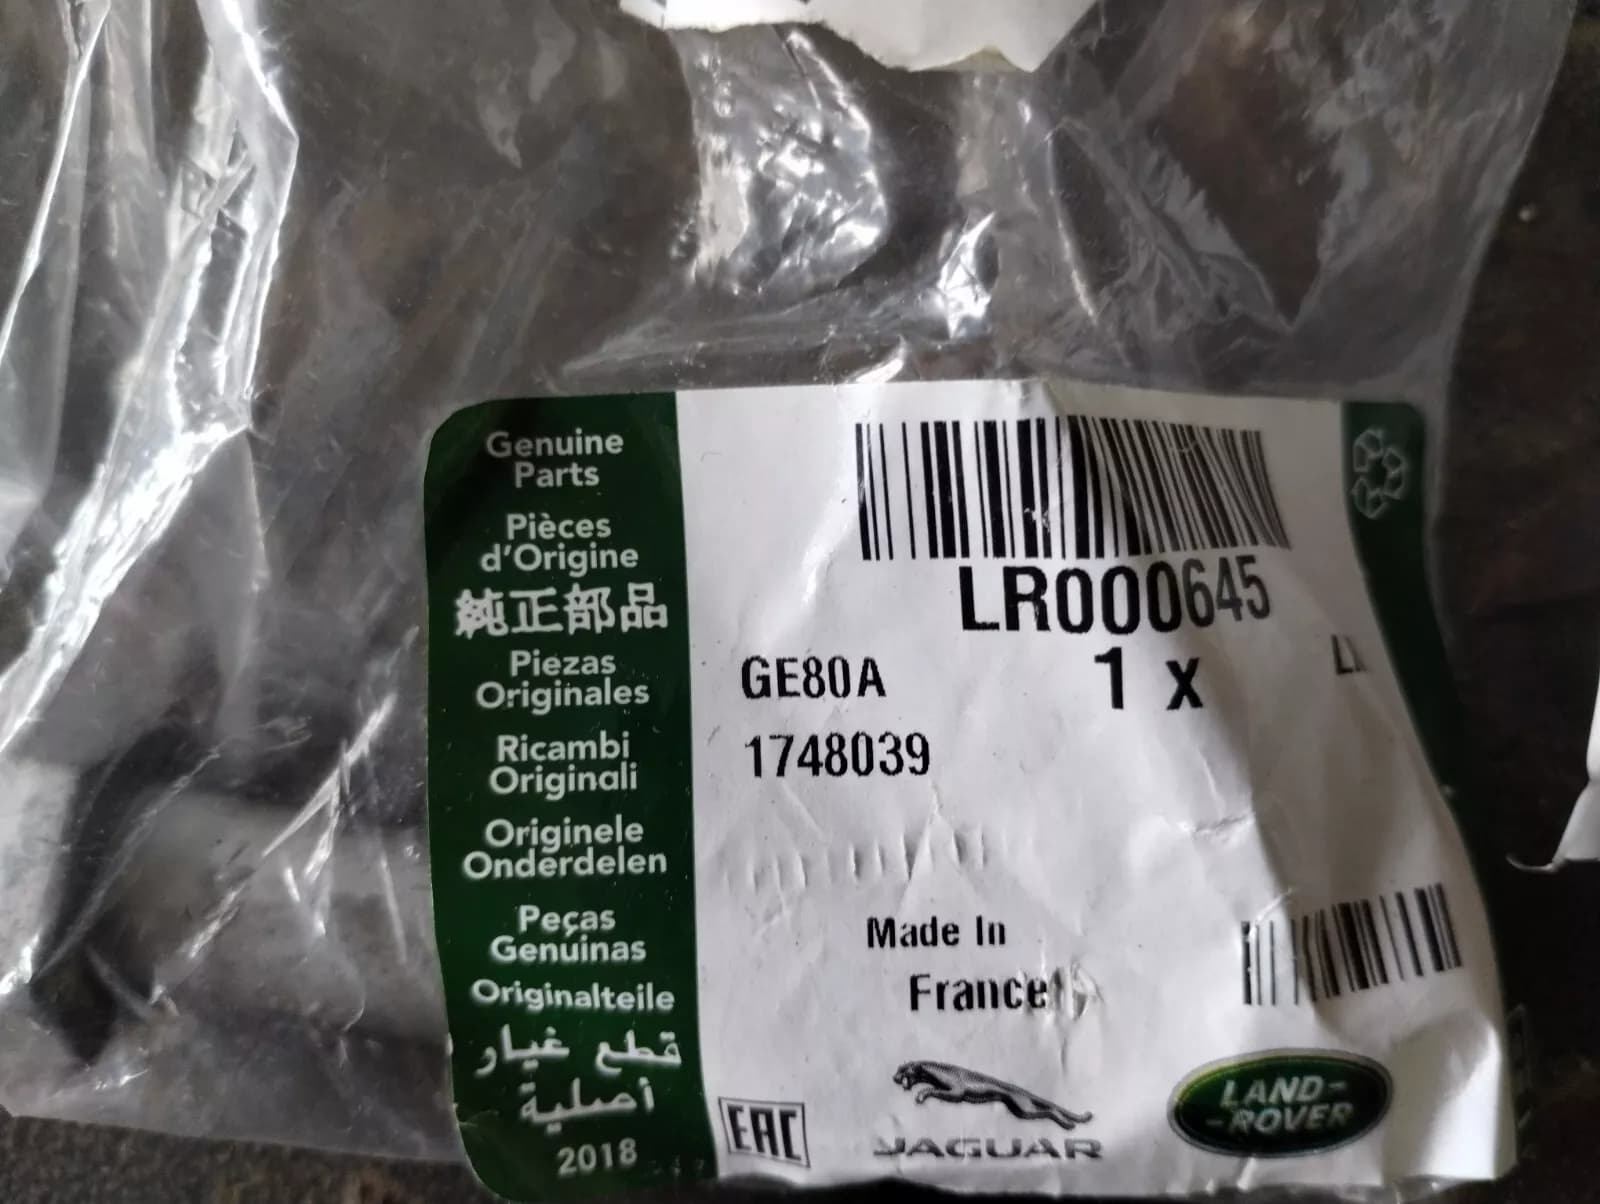 Genuine
Parts
Pièces
d'Origine
純正部品
Piezas
Originales
Ricambi
Originali
Originele
Onderdelen
Peças
Genuinas
Originalteile
قطع غيار
أصلية
2018
LR000645
GE80A
1 x
1748039
Made In
France
EAC
JAGUAR
LAND-
-ROVER